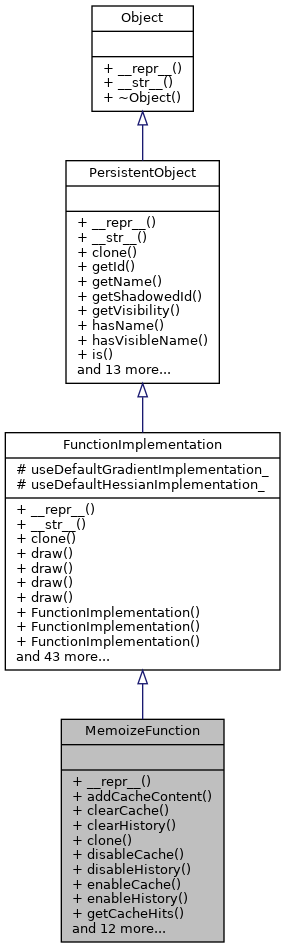 Object
+ __repr__()
+ __str__()
+ ~Object()
PersistentObject
+ __repr__()
+ __str__()
+ clone()
+ getId()
+ getName()
+ getShadowedId()
+ getVisibility()
+ hasName()
+ hasVisibleName()
+ is()
and 13 more...
FunctionImplementation
# useDefaultGradientImplementation_
# useDefaultHessianImplementation_
+ __repr__()
+ __str__()
+ clone()
+ draw()
+ draw()
+ draw()
+ draw()
+ FunctionImplementation()
+ FunctionImplementation()
+ FunctionImplementation()
and 43 more...
MemoizeFunction
+ __repr__()
+ addCacheContent()
+ clearCache()
+ clearHistory()
+ clone()
+ disableCache()
+ disableHistory()
+ enableCache()
+ enableHistory()
+ getCacheHits()
and 12 more...